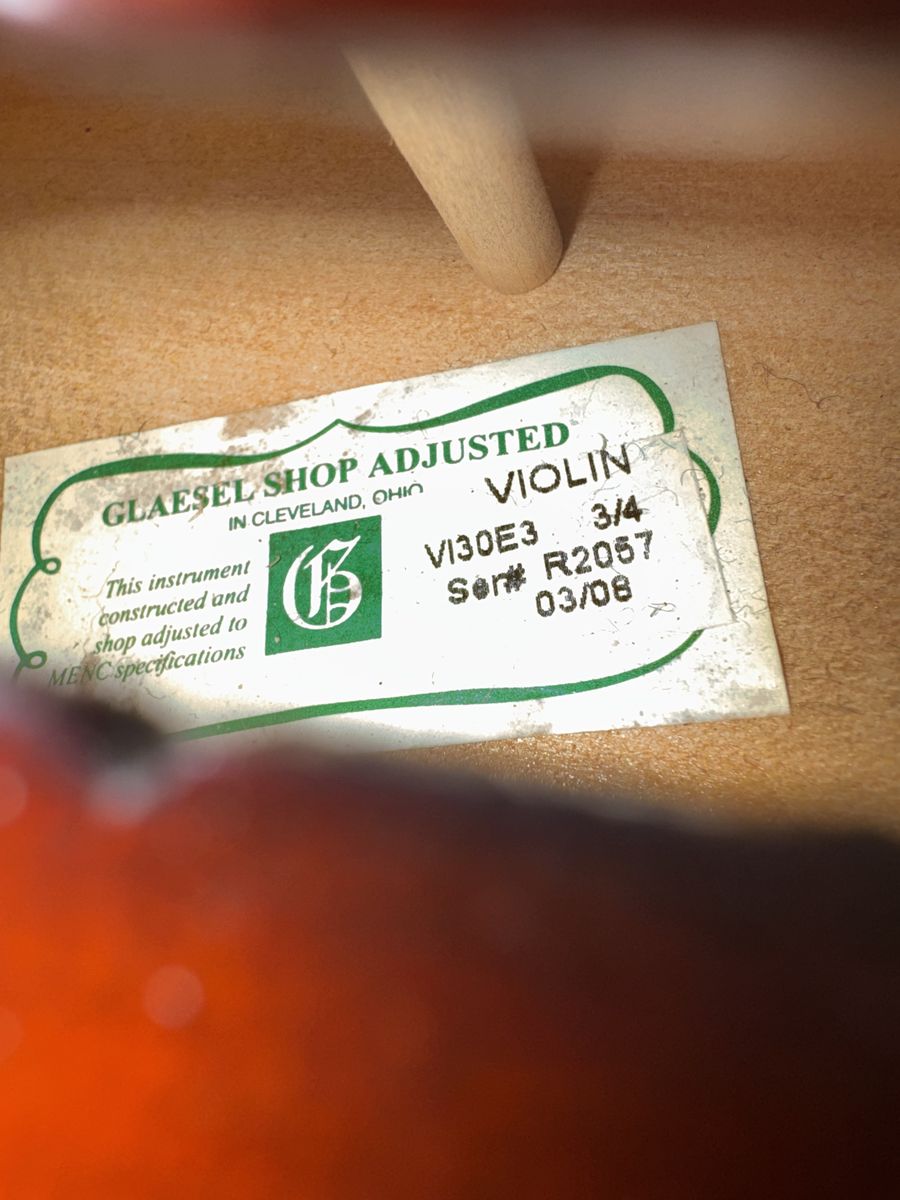 GLAESEL SHOP ADJUSTED
IN CLEVELAND, OHIO
This instrument
constructed and
shop adjusted to
MENC specifications
G
VIOLIN
VI30E3 3/4
Ser# R2067
03/08